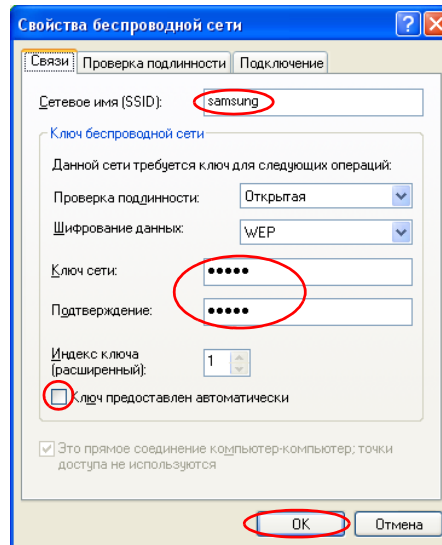 Свойства беспроводной сети
Связи Проверка подлинности Подключение
Сетевое имя (SSID): samsung
Ключ беспроводной сети
Данной сети требуется ключ для следующих операций:
Проверка подлинности: Открытая
Шифрование данных: WEP
Ключ сети: •••••
Подтверждение: •••••
Индекс ключа
(расширенный): 1
Ключ предоставлен автоматически
Это прямое соединение компьютер-компьютер; точки
доступа не используются
OK Отмена